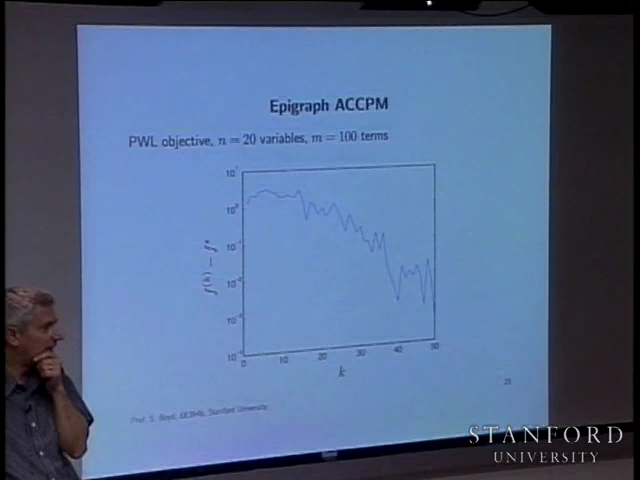 Epigraph ACCPM
PWL objective, n = 20 variables, m = 100 terms
10^1
10^0
10^-1
10^-2
10^-3
10^-4
f^(k) − f*
0 10 20 30 40 50
k
Prof. S. Boyd, EE364b, Stanford University
STANFORD
UNIVERSITY